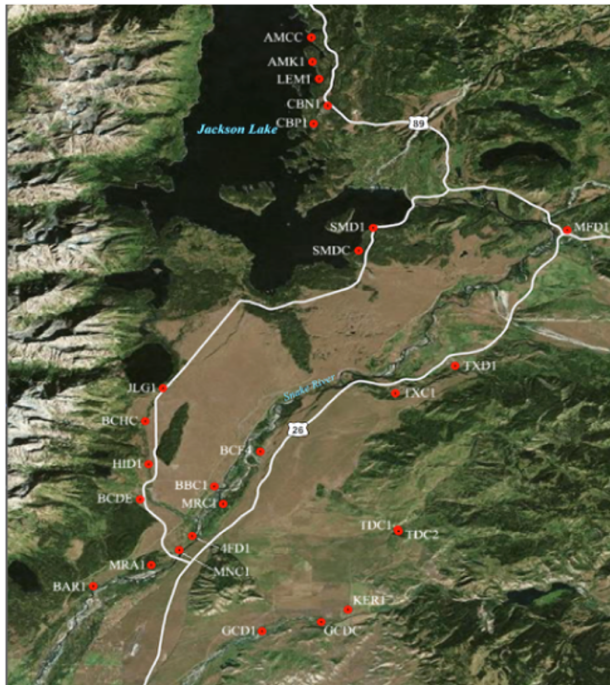 AMCC
AMK1
LEM1
CBN1
CBP1
Jackson Lake
89
SMD1
SMDC
MFD1
TXD1
JLG1
TXC1
Snake River
26
BCHC
BCF4
HID1
BBC1
BCDE
MRC1
TDC1
TDC2
4FD1
MNC1
MRA1
BAR1
KER1
GCDC
GCD1